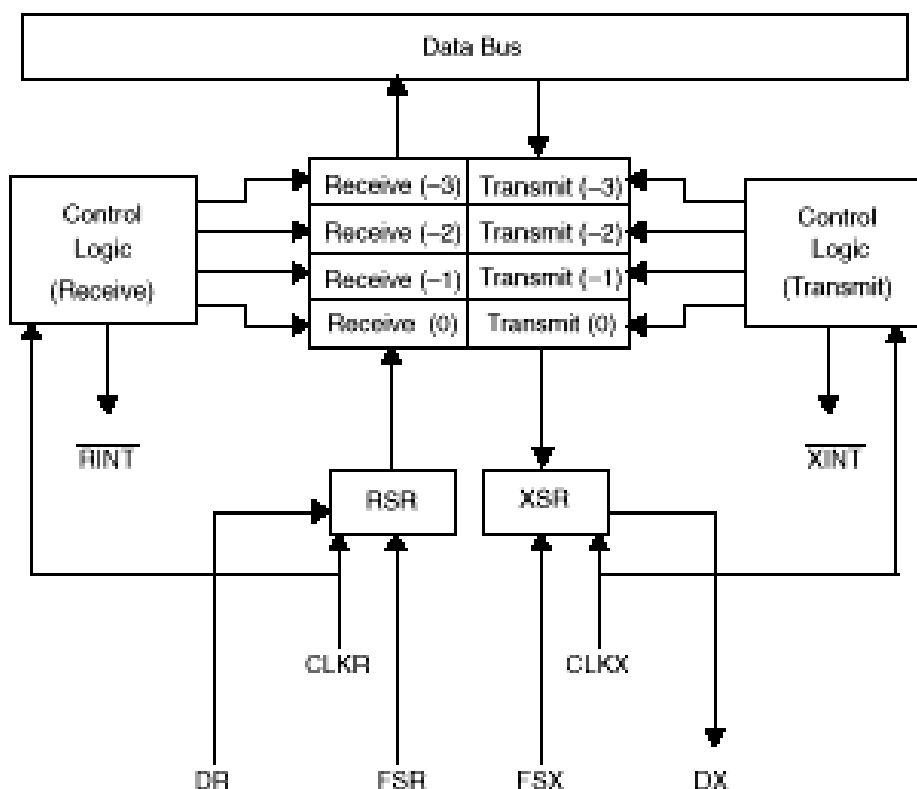 Data Bus
Control
Logic
(Receive)
Receive (–3) Transmit (–3)
Receive (–2) Transmit (–2)
Receive (–1) Transmit (–1)
Receive (0) Transmit (0)
Control
Logic
(Transmit)
RINT
XINT
RSR XSR
CLKR CLKX
DR FSR FSX DX